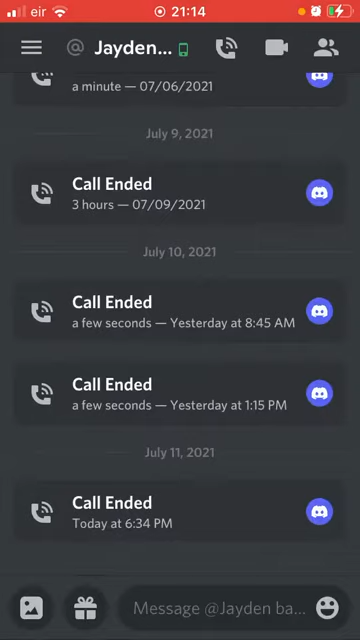 eir 21:14
@ Jayden...
a minute — 07/06/2021
July 9, 2021
Call Ended
3 hours — 07/09/2021
July 10, 2021
Call Ended
a few seconds — Yesterday at 8:45 AM
Call Ended
a few seconds — Yesterday at 1:15 PM
July 11, 2021
Call Ended
Today at 6:34 PM
Message @Jayden ba...